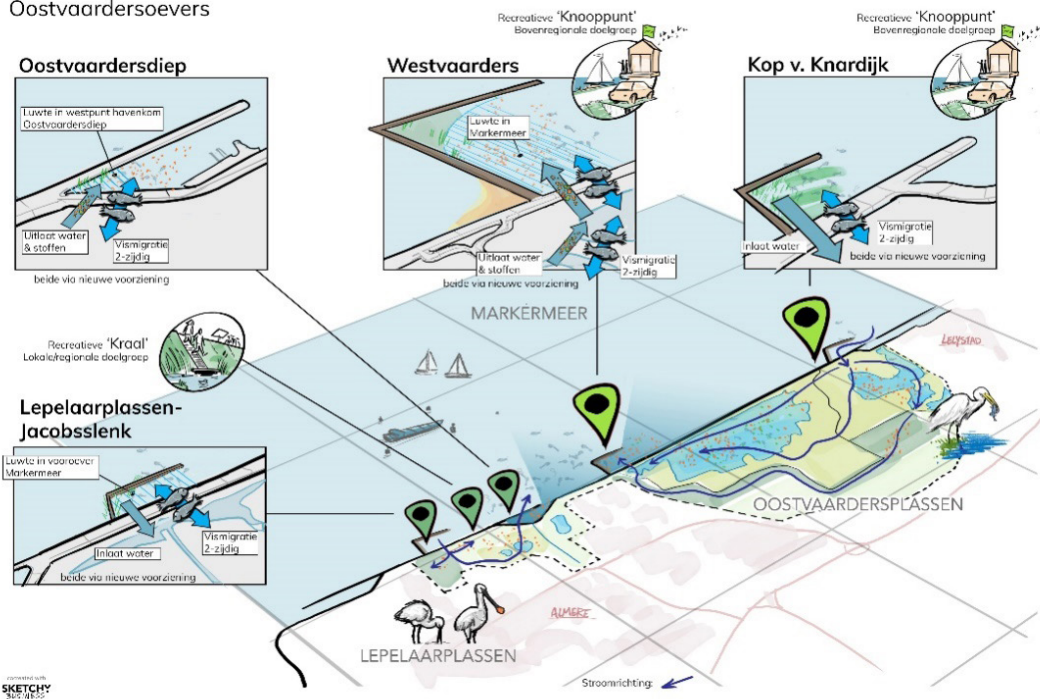 Oostvaardersoevers
Recreatieve 'Knooppunt'
Bovenregionale doelgroep
Recreatieve 'Knooppunt'
Bovenregionale doelgroep
Oostvaardersdiep
Westvaarders
Kop v. Knardijk
Luwte in westpunt havenkom
Oostvaardersdiep
Luwte in
Markermeer
Uitlaat water
& stoffen
Vismigratie
2-zijdig
beide via nieuwe voorziening
Uitlaat water
& stoffen
Vismigratie
2-zijdig
beide via nieuwe voorziening
Inlaat water
Vismigratie
2-zijdig
beide via nieuwe voorziening
MARKERMEER
Recreatieve 'Kraal'
Lokale/regionale doelgroep
LELYSTAD
Lepelaarplassen-
Jacobsslenk
Luwte in vooroever
Markermeer
Inlaat water
Vismigratie
2-zijdig
beide via nieuwe voorziening
OOSTVAARDERSPLASSEN
ALMERE
LEPELAARPLASSEN
Stroomrichting:
SKETCHY
BUSINESS